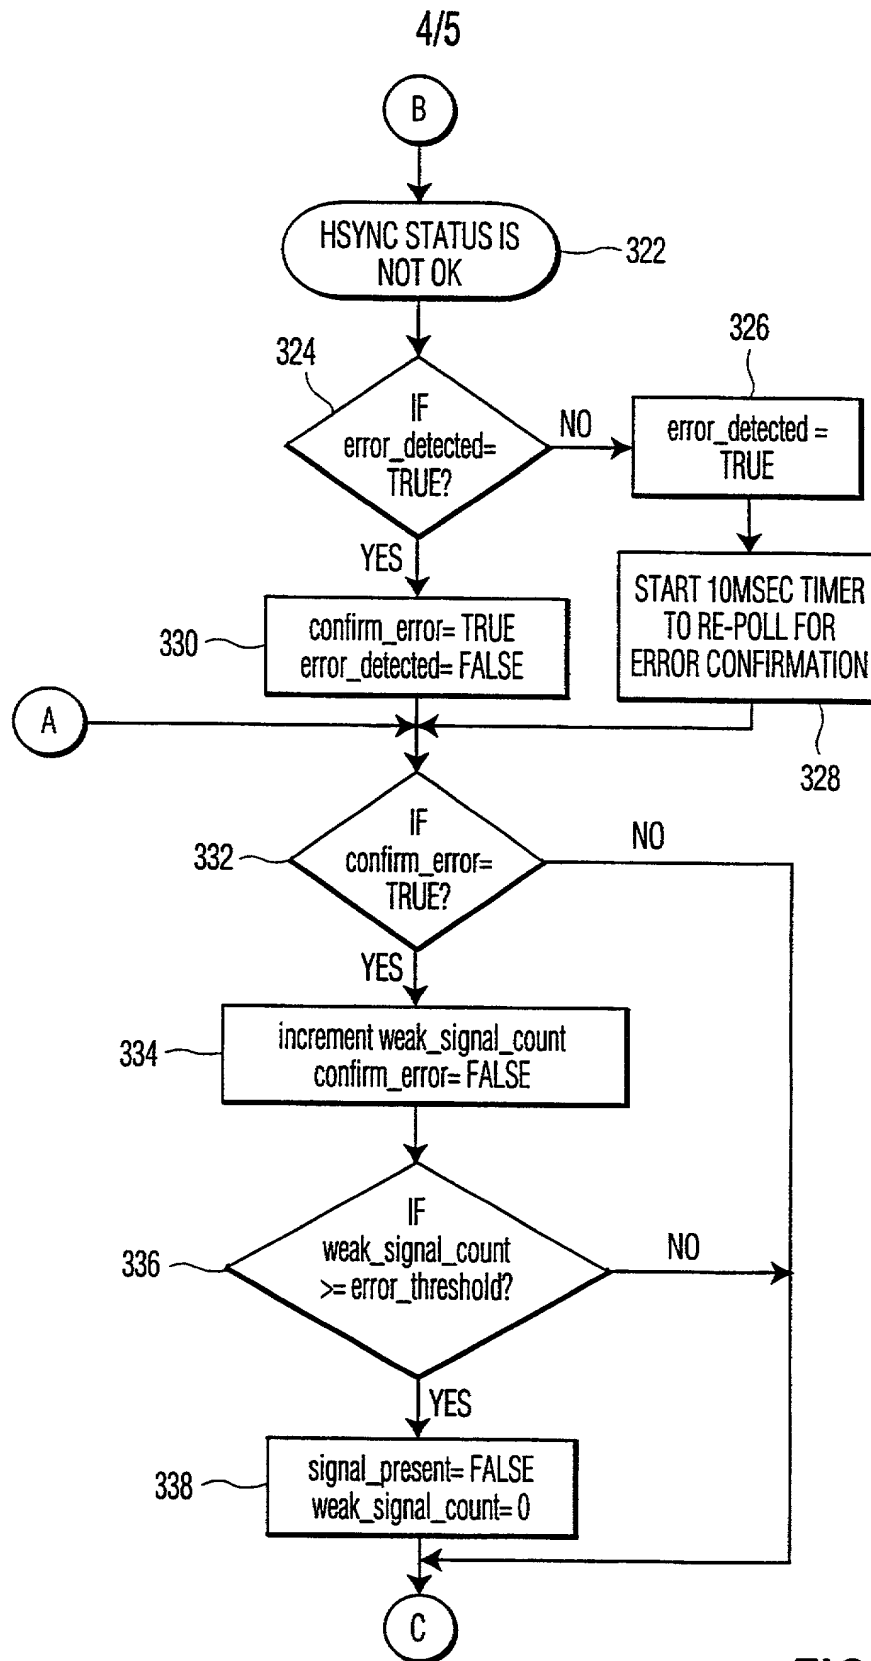 4/5
B
HSYNC STATUS IS
NOT OK
322
324
IF
error_detected=
TRUE?
NO
326
error_detected =
TRUE
YES
START 10MSEC TIMER
TO RE-POLL FOR
ERROR CONFIRMATION
328
330
confirm_error= TRUE
error_detected= FALSE
A
332
IF
confirm_error=
TRUE?
NO
YES
334
increment weak_signal_count
confirm_error= FALSE
336
IF
weak_signal_count
>= error_threshold?
NO
YES
338
signal_present= FALSE
weak_signal_count= 0
C